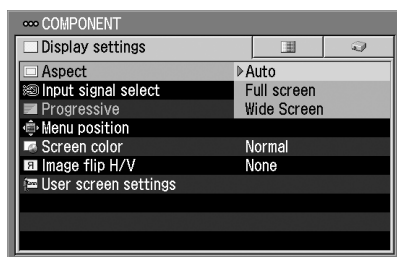 COMPONENT
Display settings
Aspect Auto
Input signal select Full screen
Progressive Wide Screen
Menu position
Screen color Normal
Image flip H/V None
User screen settings